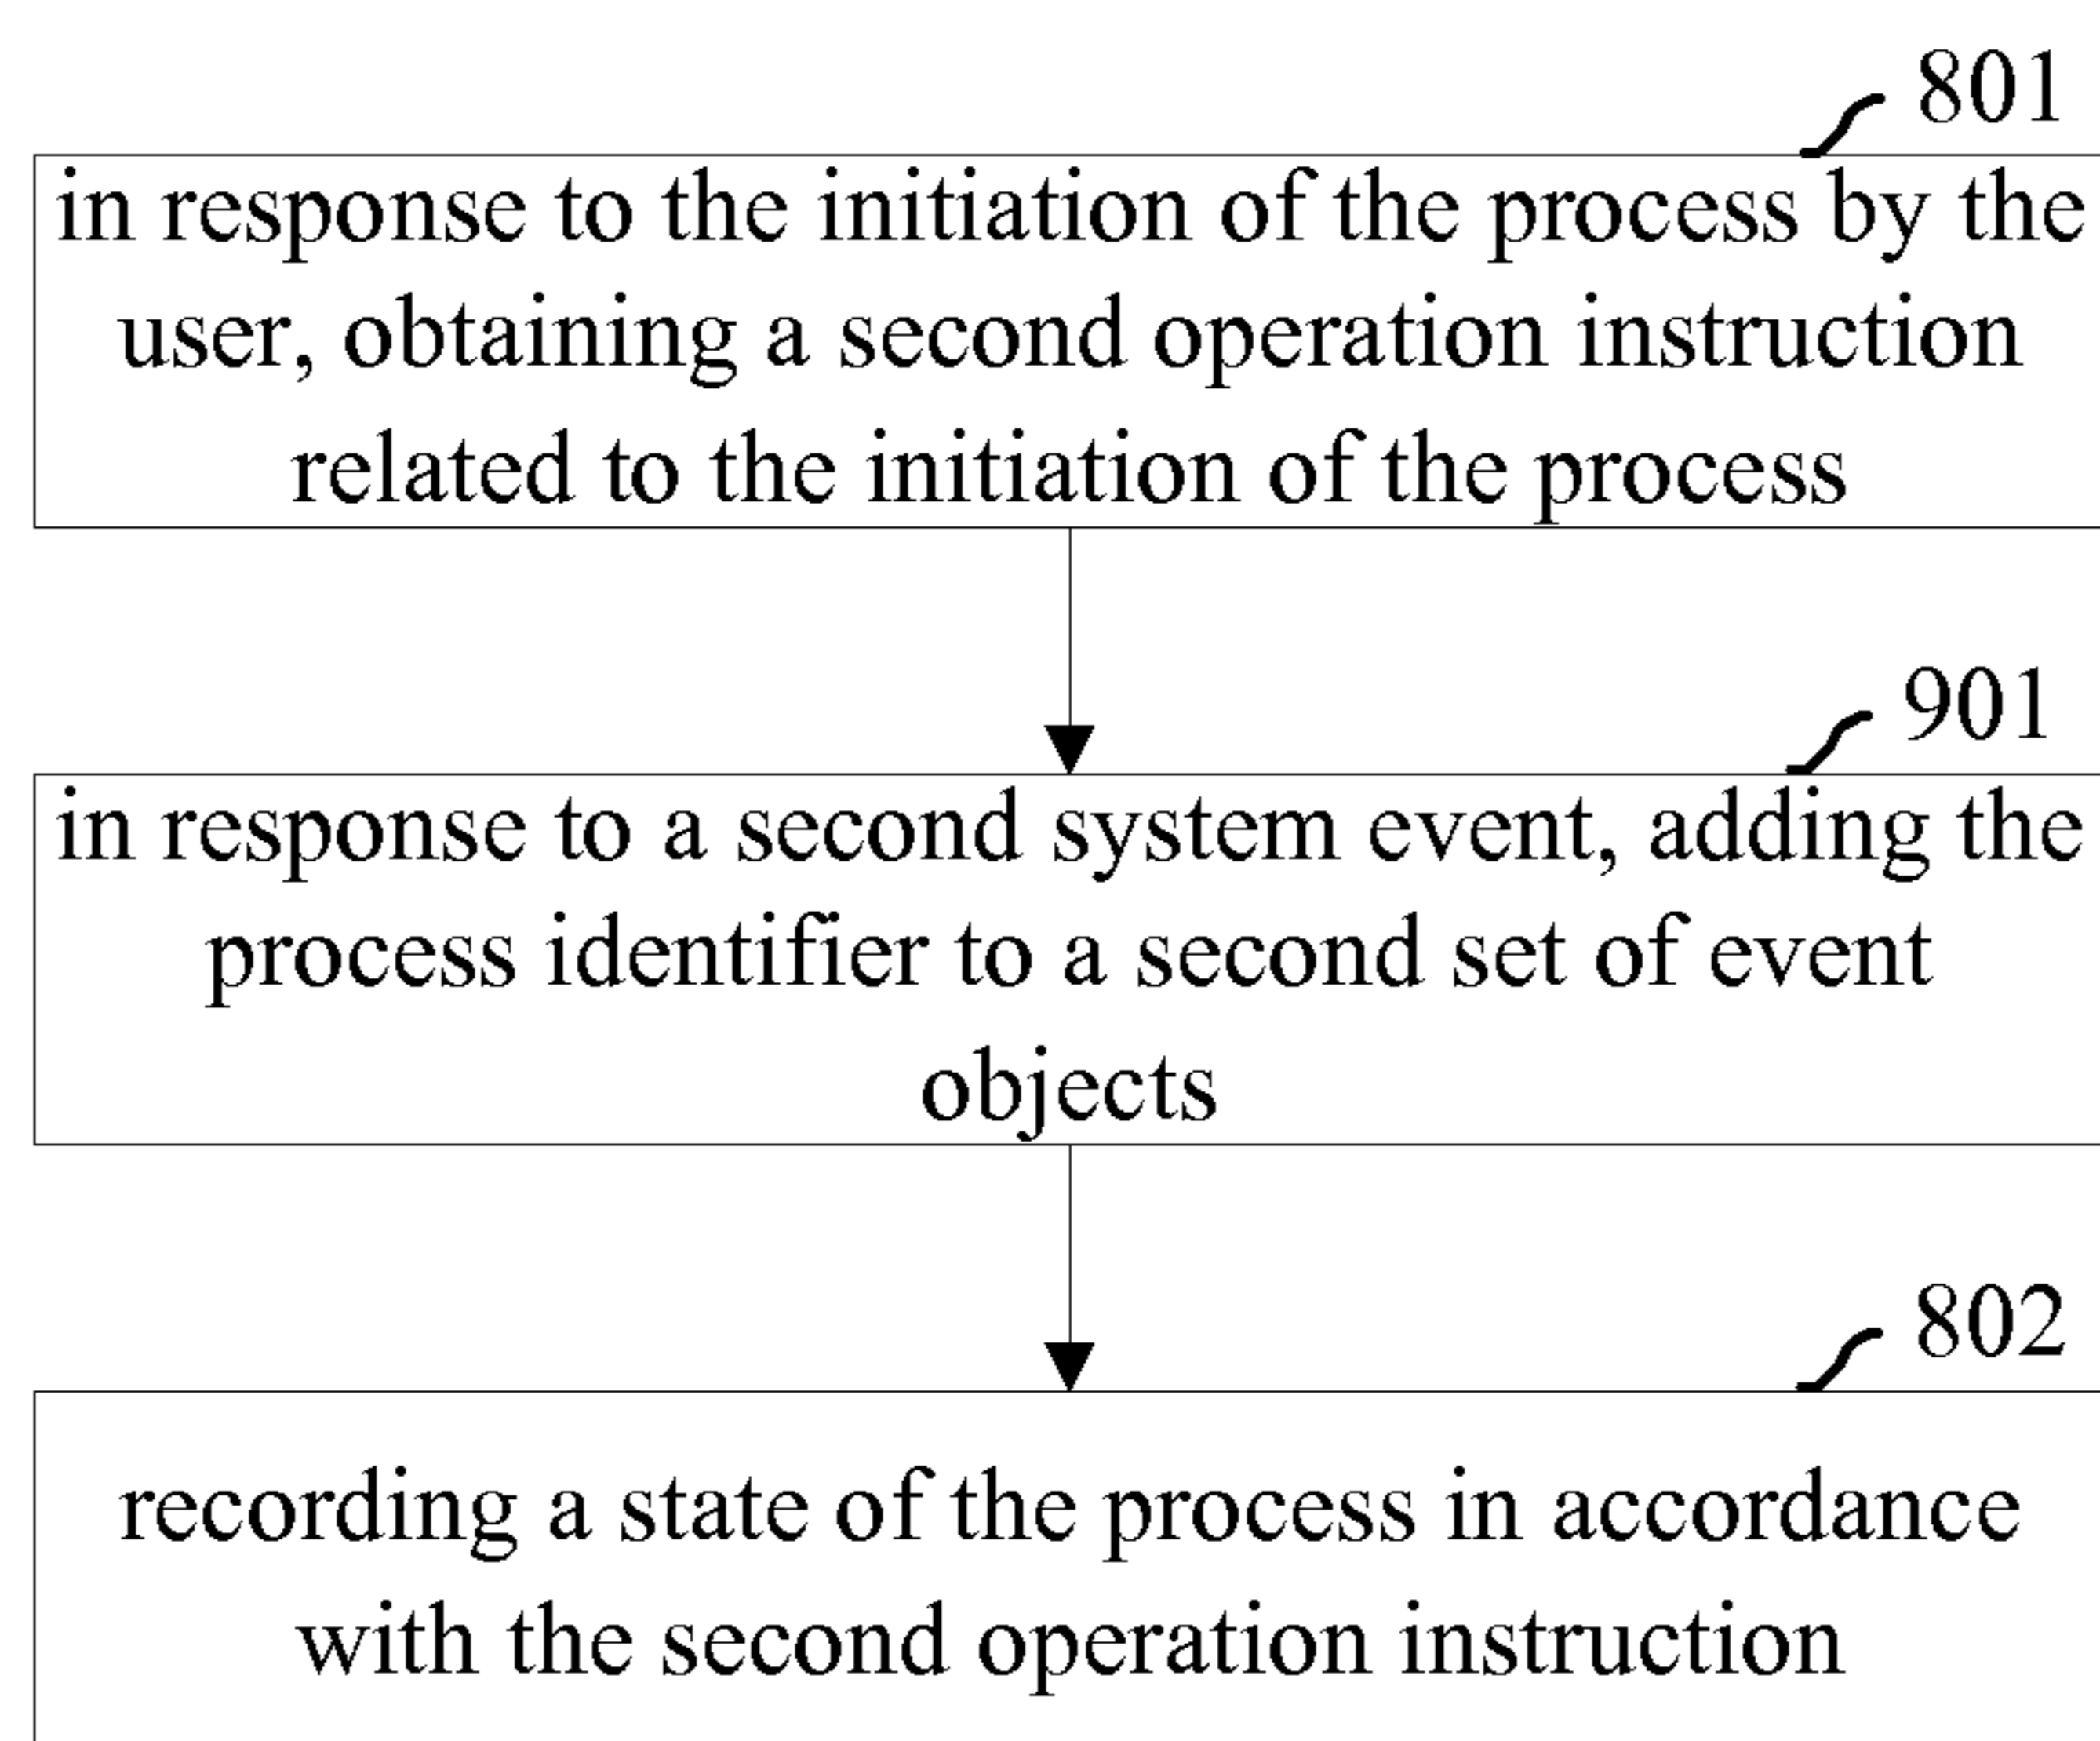 801
in response to the initiation of the process by the
user, obtaining a second operation instruction
related to the initiation of the process
901
in response to a second system event, adding the
process identifier to a second set of event
objects
802
recording a state of the process in accordance
with the second operation instruction